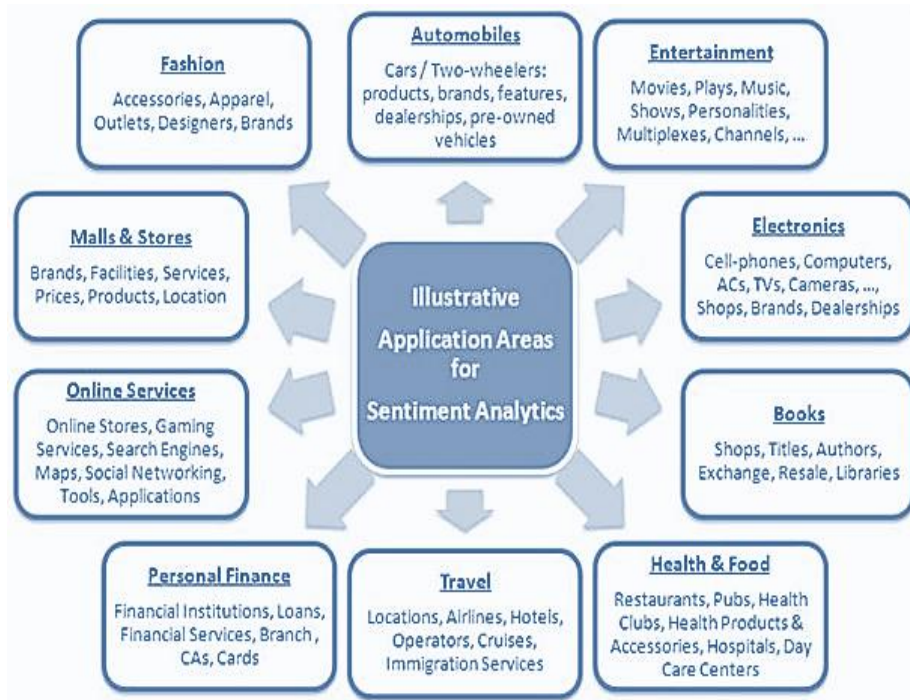 Fashion
Accessories, Apparel,
Outlets, Designers, Brands
Automobiles
Cars / Two-wheelers:
products, brands, features,
dealerships, pre-owned
vehicles
Entertainment
Movies, Plays, Music,
Shows, Personalities,
Multiplexes, Channels, ...
Malls & Stores
Brands, Facilities, Services,
Prices, Products, Location
Illustrative
Application Areas
for
Sentiment Analytics
Electronics
Cell-phones, Computers,
ACs, TVs, Cameras, ...,
Shops, Brands, Dealerships
Online Services
Online Stores, Gaming
Services, Search Engines,
Maps, Social Networking,
Tools, Applications
Books
Shops, Titles, Authors,
Exchange, Resale, Libraries
Personal Finance
Financial Institutions, Loans,
Financial Services, Branch ,
CAs, Cards
Travel
Locations, Airlines, Hotels,
Operators, Cruises,
Immigration Services
Health & Food
Restaurants, Pubs, Health
Clubs, Health Products &
Accessories, Hospitals, Day
Care Centers